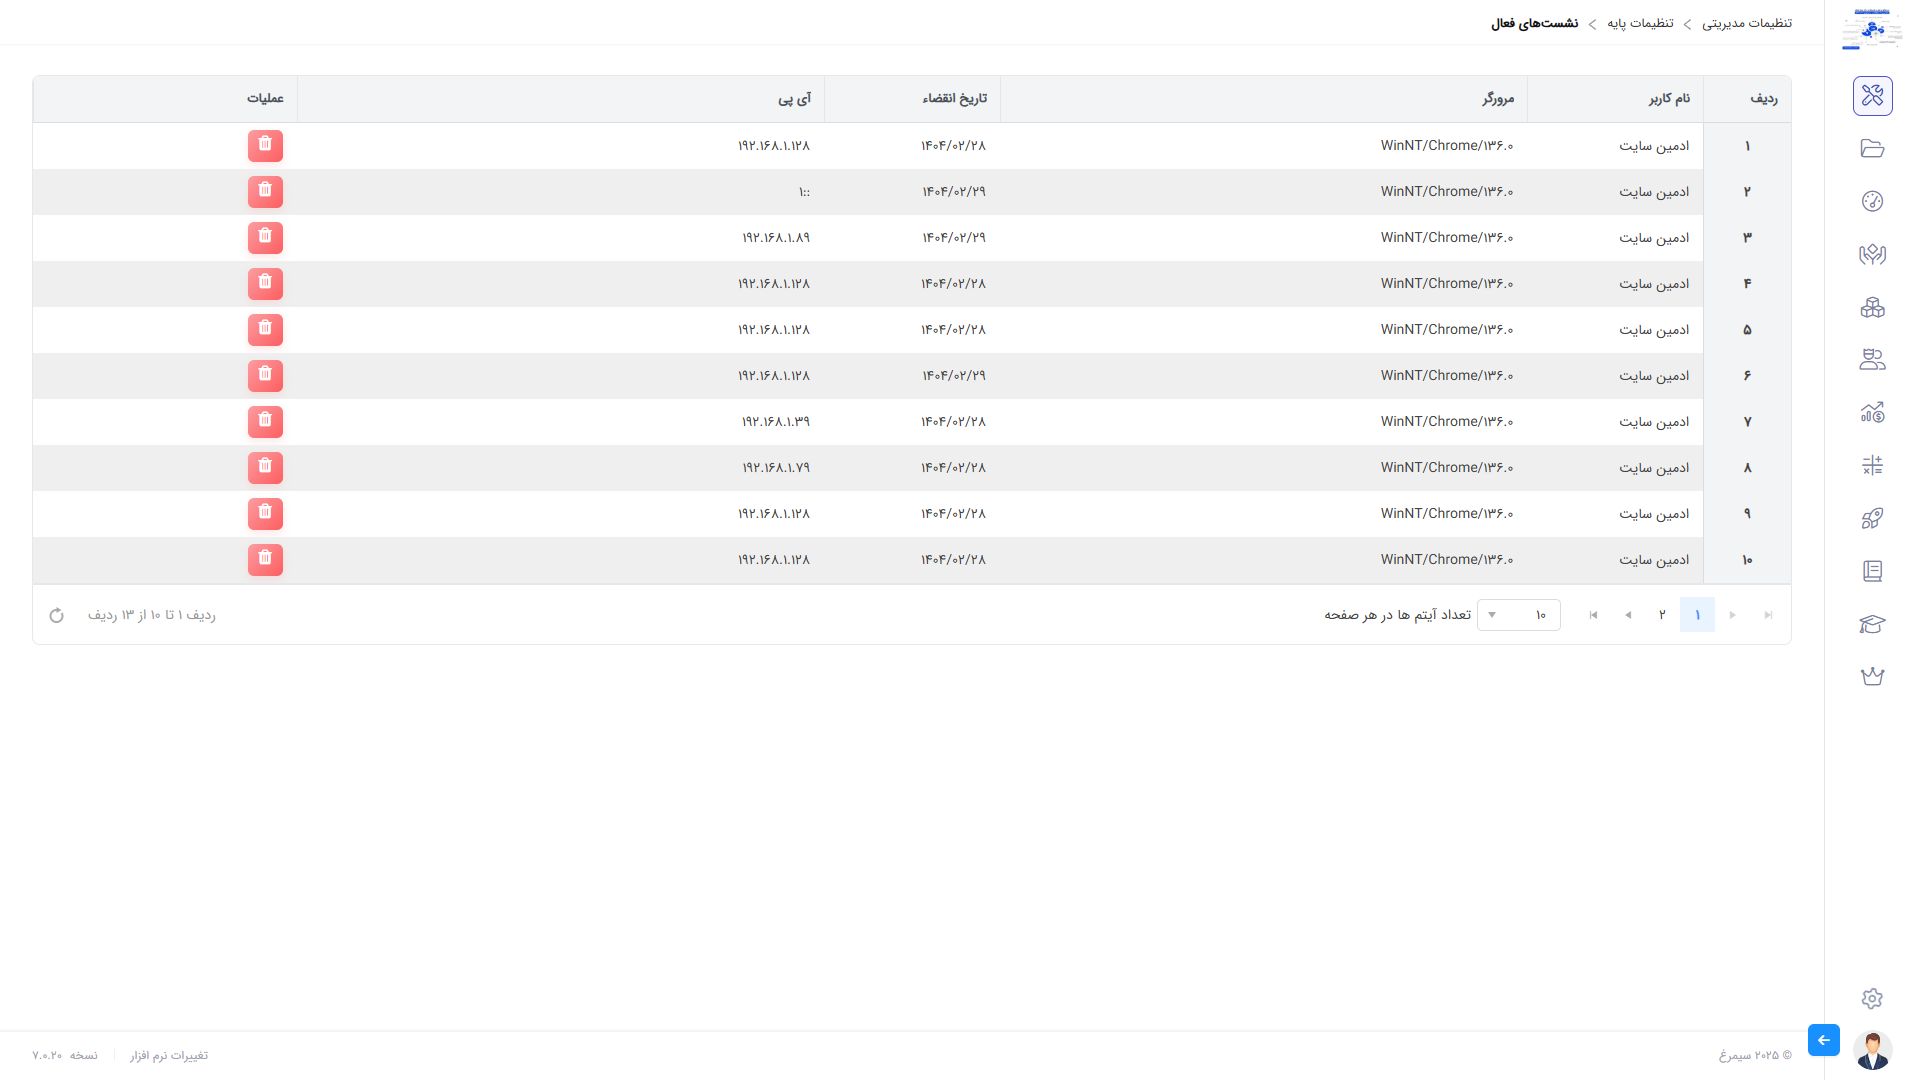 تنظیمات مدیریتی > تنظیمات پایه > نشست‌های فعال
ردیف نام کاربر مرورگر تاریخ انقضاء آی پی عملیات
۱ ادمین سایت WinNT/Chrome/۱۳۶.۰ ۱۴۰۴/۰۲/۲۸ ۱۹۲.۱۶۸.۱.۱۲۸
۲ ادمین سایت WinNT/Chrome/۱۳۶.۰ ۱۴۰۴/۰۲/۲۹ ::۱
۳ ادمین سایت WinNT/Chrome/۱۳۶.۰ ۱۴۰۴/۰۲/۲۹ ۱۹۲.۱۶۸.۱.۸۹
۴ ادمین سایت WinNT/Chrome/۱۳۶.۰ ۱۴۰۴/۰۲/۲۸ ۱۹۲.۱۶۸.۱.۱۲۸
۵ ادمین سایت WinNT/Chrome/۱۳۶.۰ ۱۴۰۴/۰۲/۲۸ ۱۹۲.۱۶۸.۱.۱۲۸
۶ ادمین سایت WinNT/Chrome/۱۳۶.۰ ۱۴۰۴/۰۲/۲۹ ۱۹۲.۱۶۸.۱.۱۲۸
۷ ادمین سایت WinNT/Chrome/۱۳۶.۰ ۱۴۰۴/۰۲/۲۸ ۱۹۲.۱۶۸.۱.۳۹
۸ ادمین سایت WinNT/Chrome/۱۳۶.۰ ۱۴۰۴/۰۲/۲۸ ۱۹۲.۱۶۸.۱.۷۹
۹ ادمین سایت WinNT/Chrome/۱۳۶.۰ ۱۴۰۴/۰۲/۲۸ ۱۹۲.۱۶۸.۱.۱۲۸
۱۰ ادمین سایت WinNT/Chrome/۱۳۶.۰ ۱۴۰۴/۰۲/۲۸ ۱۹۲.۱۶۸.۱.۱۲۸
۱ ۲ ۱۰ تعداد آیتم ها در هر صفحه ردیف ۱ تا ۱۰ از ۱۳ ردیف
© ۲۰۲۵ سیمرغ تغییرات نرم افزار نسخه ۷.۰.۲۰